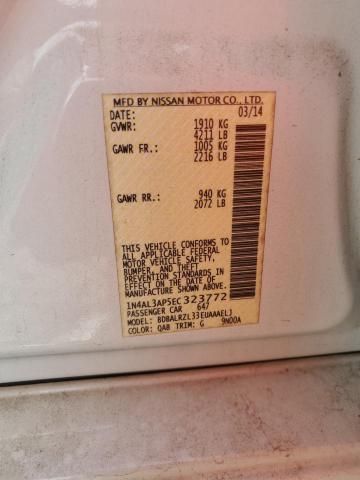 MFD BY NISSAN MOTOR CO., LTD.
DATE: 03/14
GVWR: 1910 KG
4211 LB
GAWR FR.: 1005 KG
2216 LB
GAWR RR.: 940 KG
2072 LB
THIS VEHICLE CONFORMS TO
ALL APPLICABLE FEDERAL
MOTOR VEHICLE SAFETY,
BUMPER, AND THEFT
PREVENTION STANDARDS IN
EFFECT ON THE DATE OF
MANUFACTURE SHOWN ABOVE.
1N4AL3AP5EC323772
PASSENGER CAR 647
MODEL: BDBALRZL33EUAAAELJ
COLOR: QAB TRIM: G 9N00A